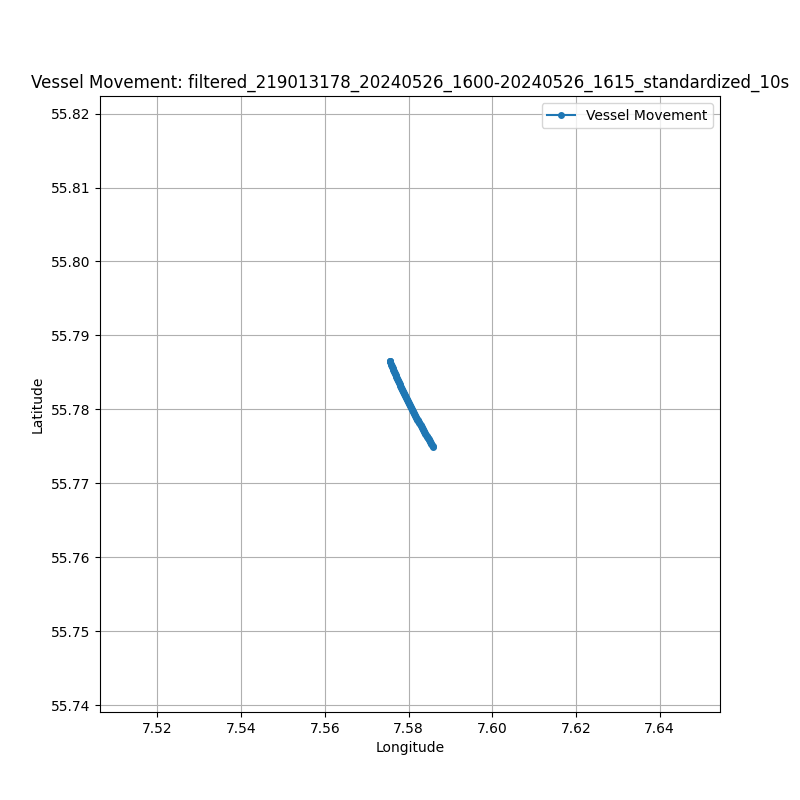 Vessel Movement: filtered_219013178_20240526_1600-20240526_1615_standardized_10s
Vessel Movement
55.82
55.81
55.80
55.79
55.78
55.77
55.76
55.75
55.74
Latitude
7.52 7.54 7.56 7.58 7.60 7.62 7.64
Longitude